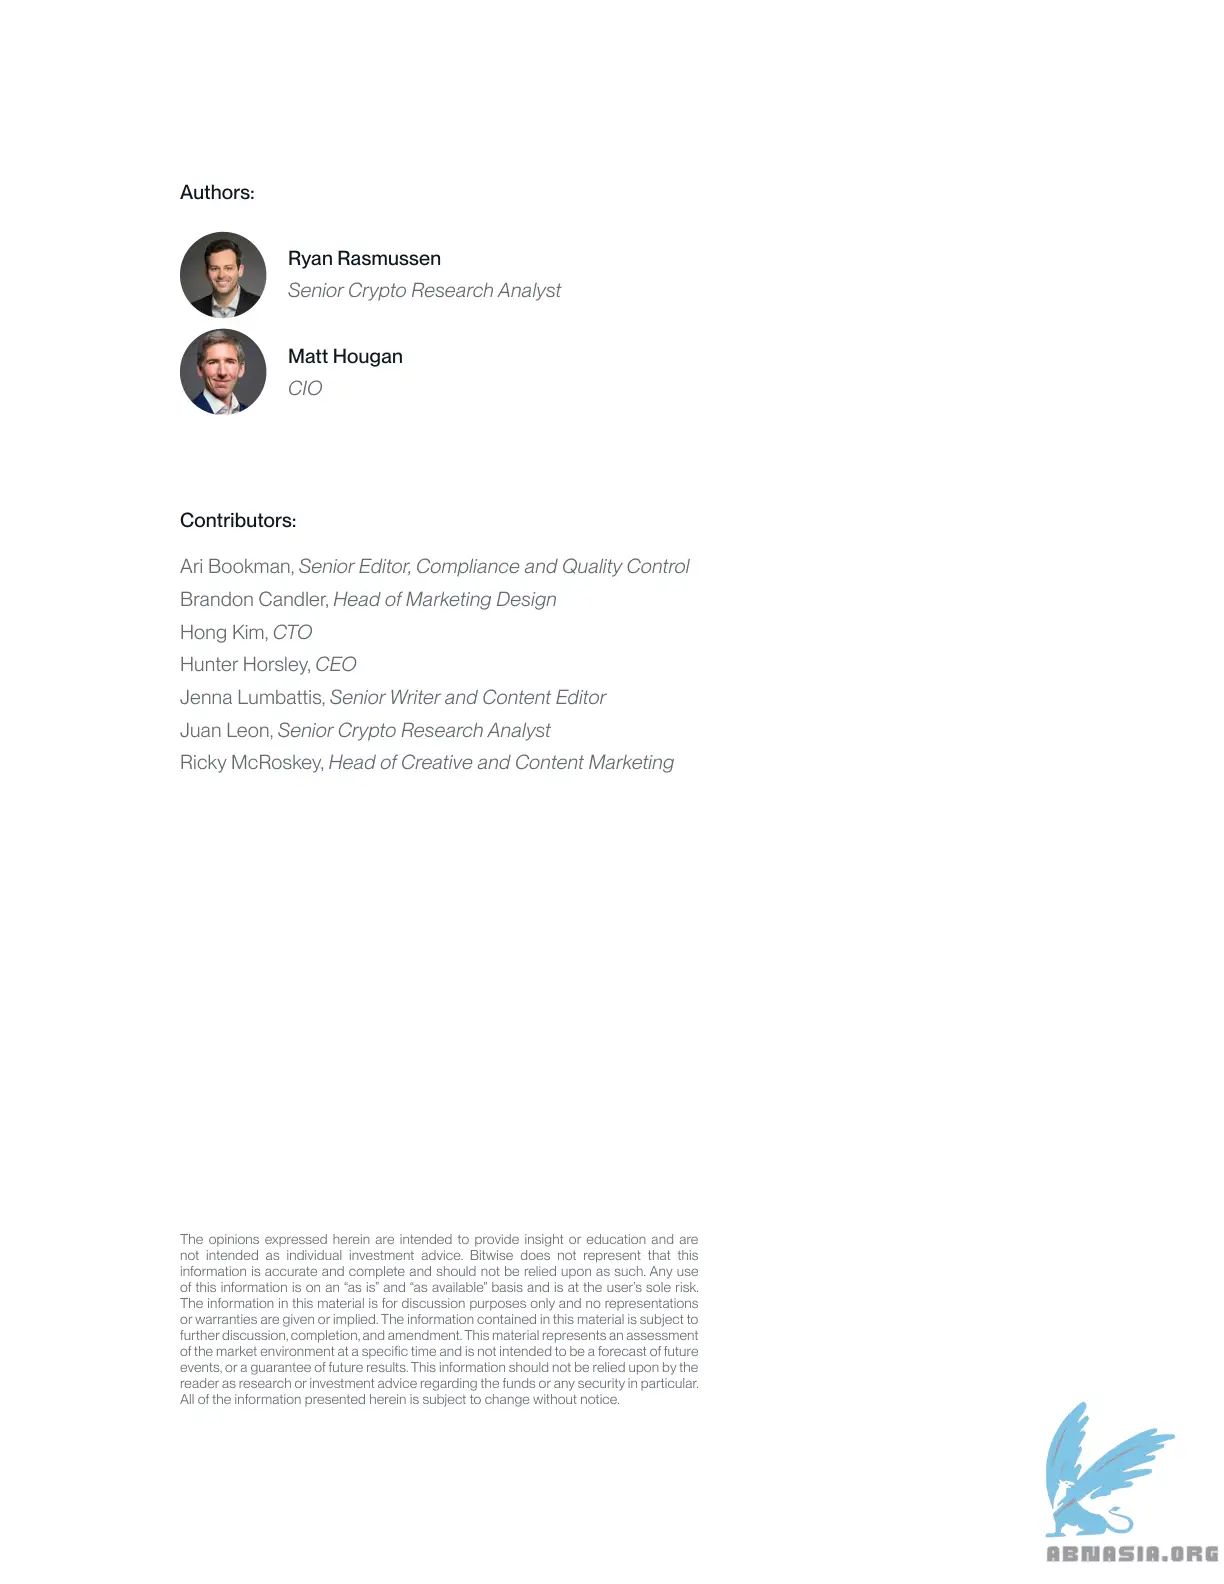 Authors:
Ryan Rasmussen
Senior Crypto Research Analyst
Matt Hougan
CIO
Contributors:
Ari Bookman, Senior Editor, Compliance and Quality Control
Brandon Candler, Head of Marketing Design
Hong Kim, CTO
Hunter Horsley, CEO
Jenna Lumbattis, Senior Writer and Content Editor
Juan Leon, Senior Crypto Research Analyst
Ricky McRoskey, Head of Creative and Content Marketing
The opinions expressed herein are intended to provide insight or education and are
not intended as individual investment advice. Bitwise does not represent that this
information is accurate and complete and should not be relied upon as such. Any use
of this information is on an “as is” and “as available” basis and is at the user’s sole risk.
The information in this material is for discussion purposes only and no representations
or warranties are given or implied. The information contained in this material is subject to
further discussion, completion, and amendment. This material represents an assessment
of the market environment at a specific time and is not intended to be a forecast of future
events, or a guarantee of future results. This information should not be relied upon by the
reader as research or investment advice regarding the funds or any security in particular.
All of the information presented herein is subject to change without notice.
ABNASIA.ORG